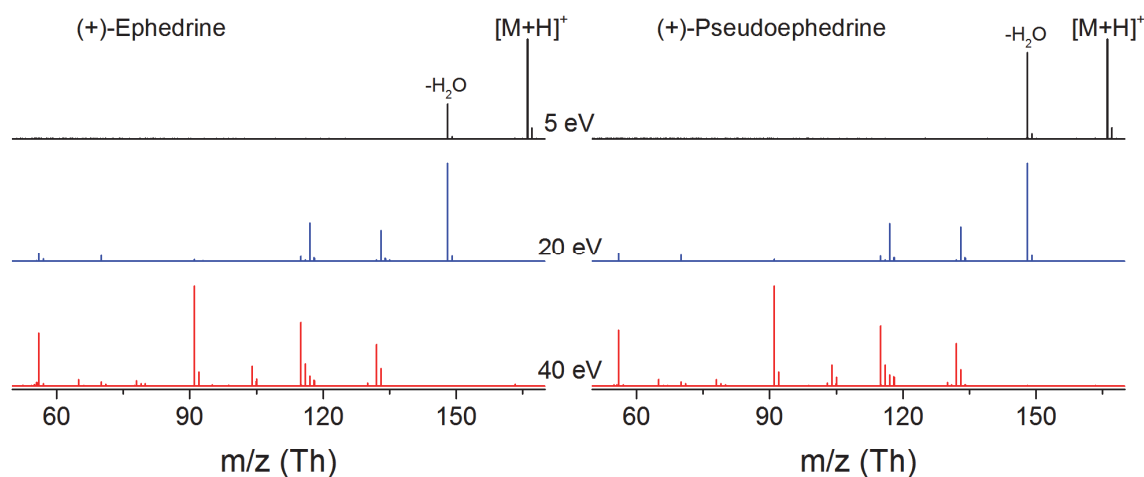 (+)-Ephedrine
[M+H]+
-H2O
5 eV
20 eV
40 eV
60 90 120 150
m/z (Th)
(+)-Pseudoephedrine
[M+H]+
-H2O
60 90 120 150
m/z (Th)